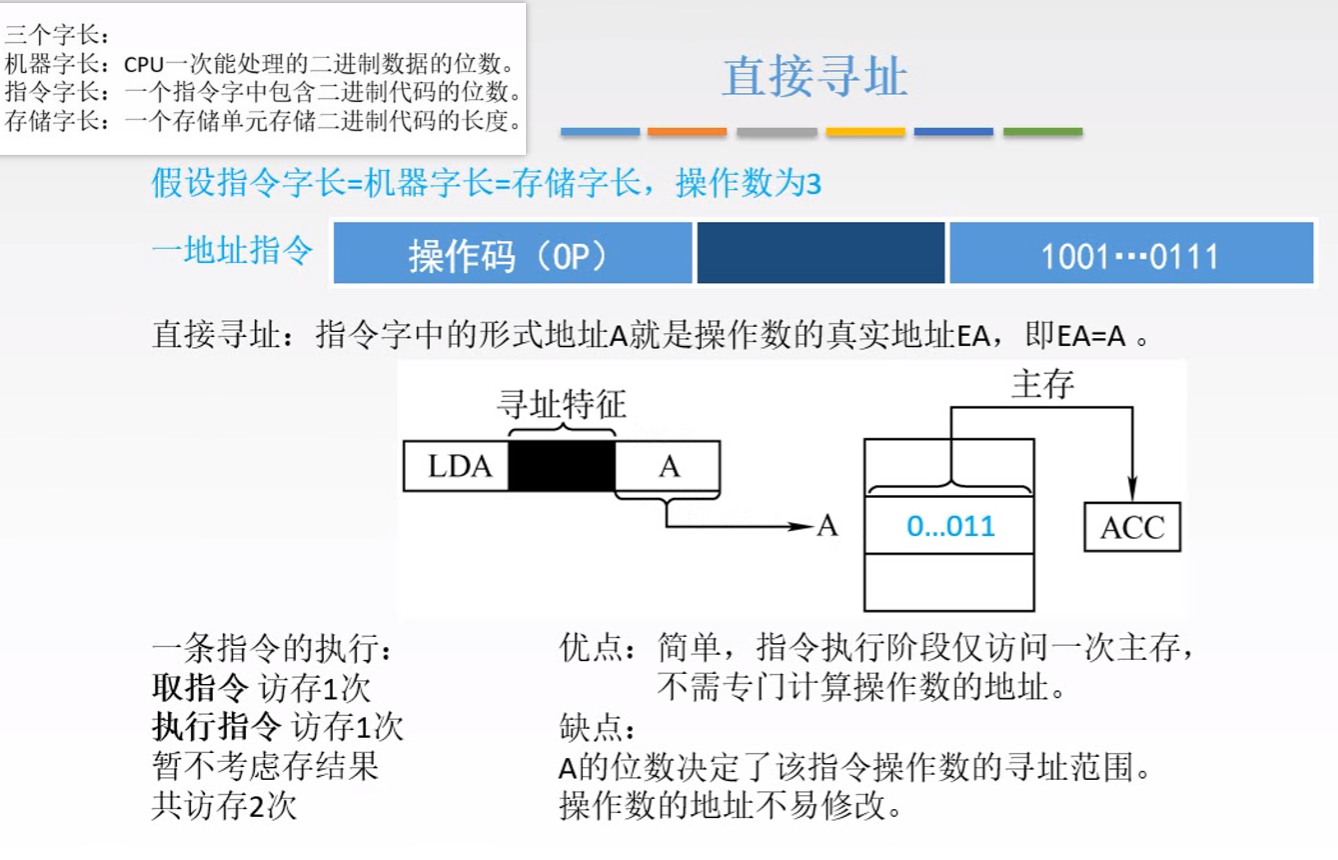 三个字长：
机器字长：CPU一次能处理的二进制数据的位数。
指令字长：一个指令字中包含二进制代码的位数。
存储字长：一个存储单元存储二进制代码的长度。
直接寻址
假设指令字长=机器字长=存储字长，操作数为3
一地址指令 操作码（OP） 1001…0111
直接寻址：指令字中的形式地址A就是操作数的真实地址EA，即EA=A 。
主存
寻址特征
LDA A
A 0...011 ACC
一条指令的执行：
取指令 访存1次
执行指令 访存1次
暂不考虑存结果
共访存2次
优点：简单，指令执行阶段仅访问一次主存，
不需专门计算操作数的地址。
缺点：
A的位数决定了该指令操作数的寻址范围。
操作数的地址不易修改。